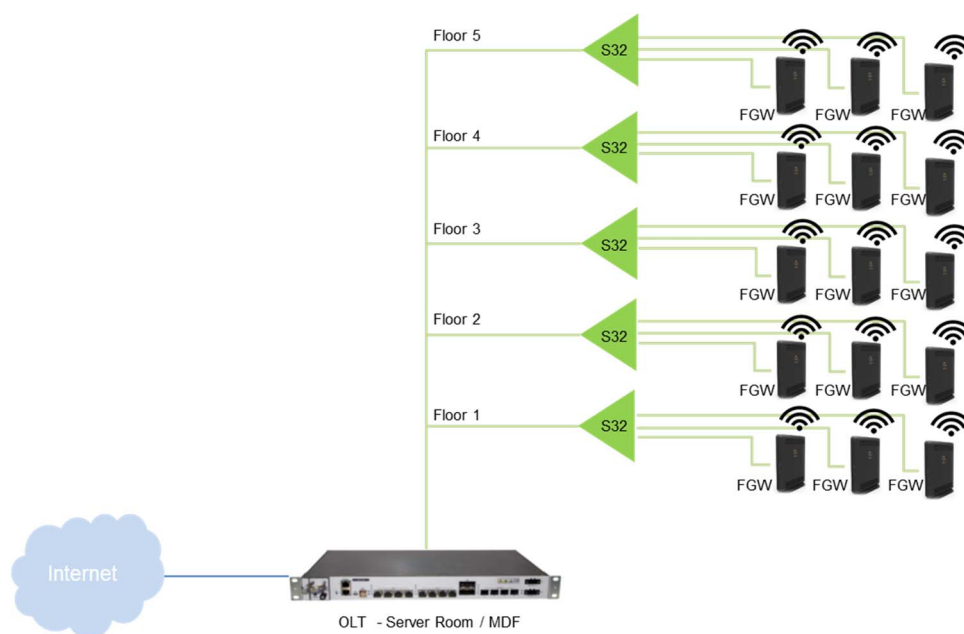 Floor 5
S32
FGW FGW FGW
Floor 4
S32
FGW FGW FGW
Floor 3
S32
FGW FGW FGW
Floor 2
S32
FGW FGW FGW
Floor 1
S32
FGW FGW FGW
Internet
OLT - Server Room / MDF